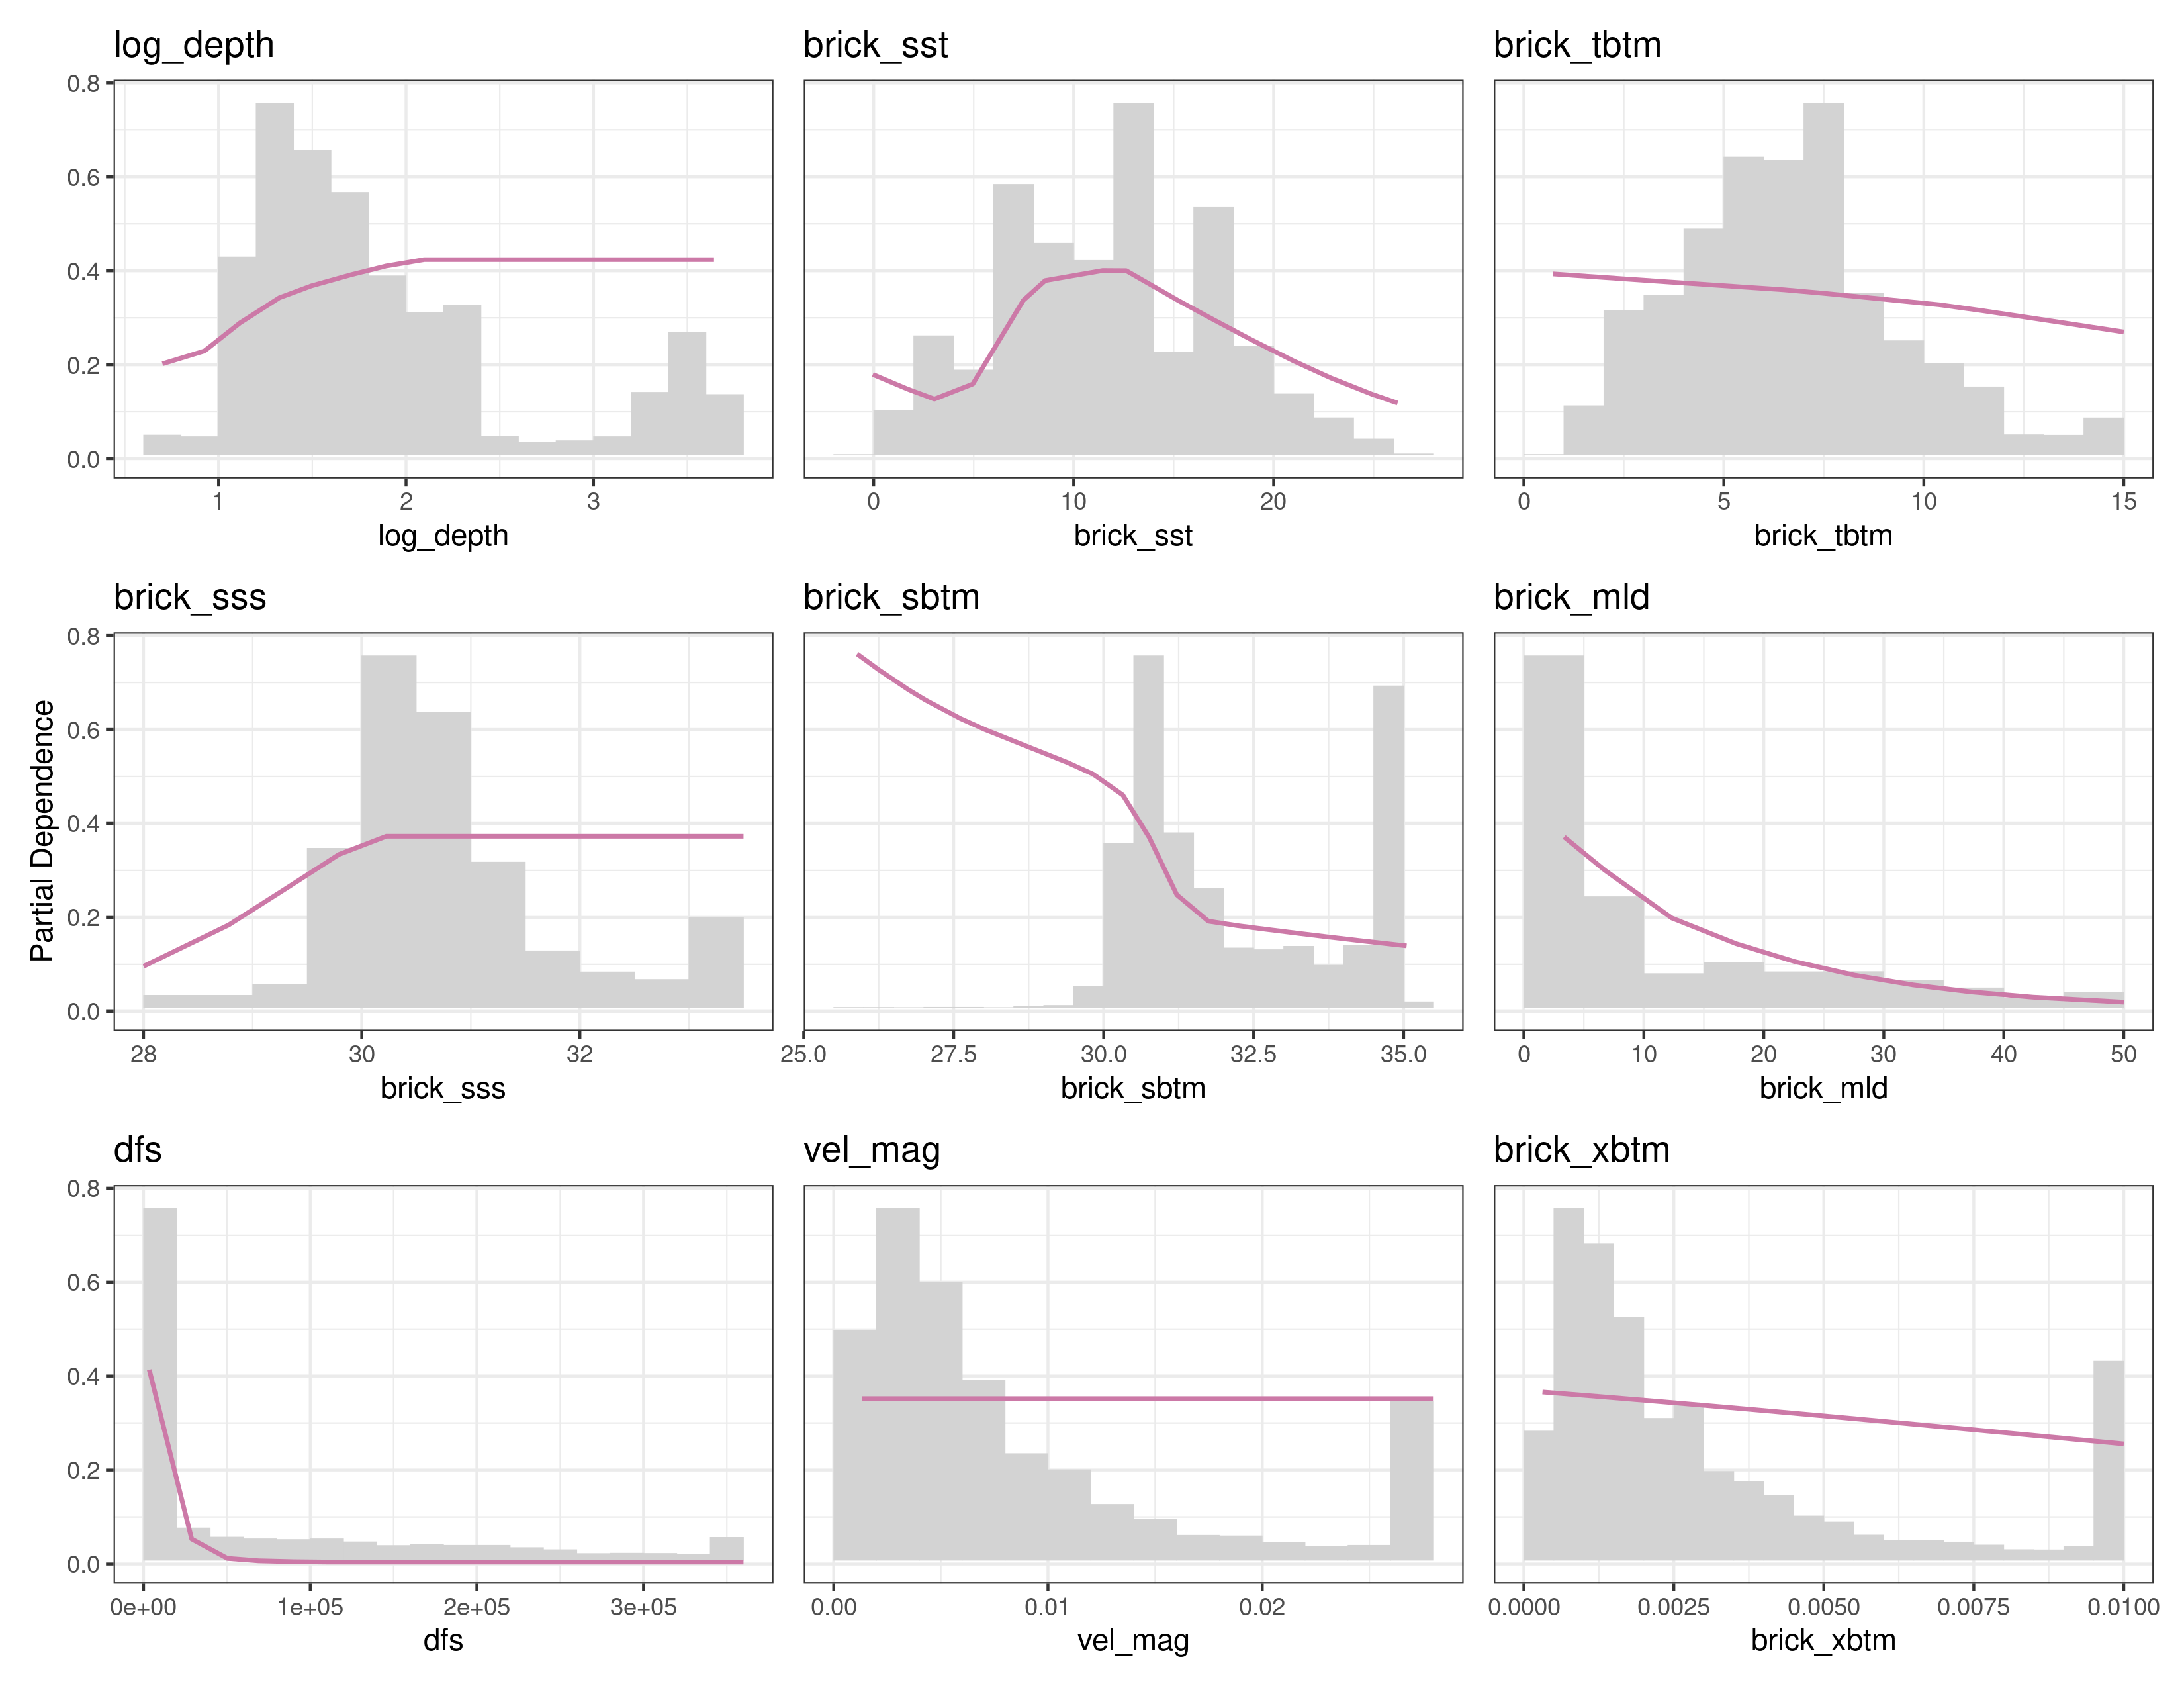 log_depth brick_sst brick_tbtm
0.8
0.6
0.4
0.2
0.0
1 2 3 0 10 20 0 5 10 15
log_depth brick_sst brick_tbtm
brick_sss brick_sbtm brick_mld
Partial Dependence
0.8
0.6
0.4
0.2
0.0
28 30 32 25.0 27.5 30.0 32.5 35.0 0 10 20 30 40 50
brick_sss brick_sbtm brick_mld
dfs vel_mag brick_xbtm
0.8
0.6
0.4
0.2
0.0
0e+00 1e+05 2e+05 3e+05 0.00 0.01 0.02 0.0000 0.0025 0.0050 0.0075 0.0100
dfs vel_mag brick_xbtm